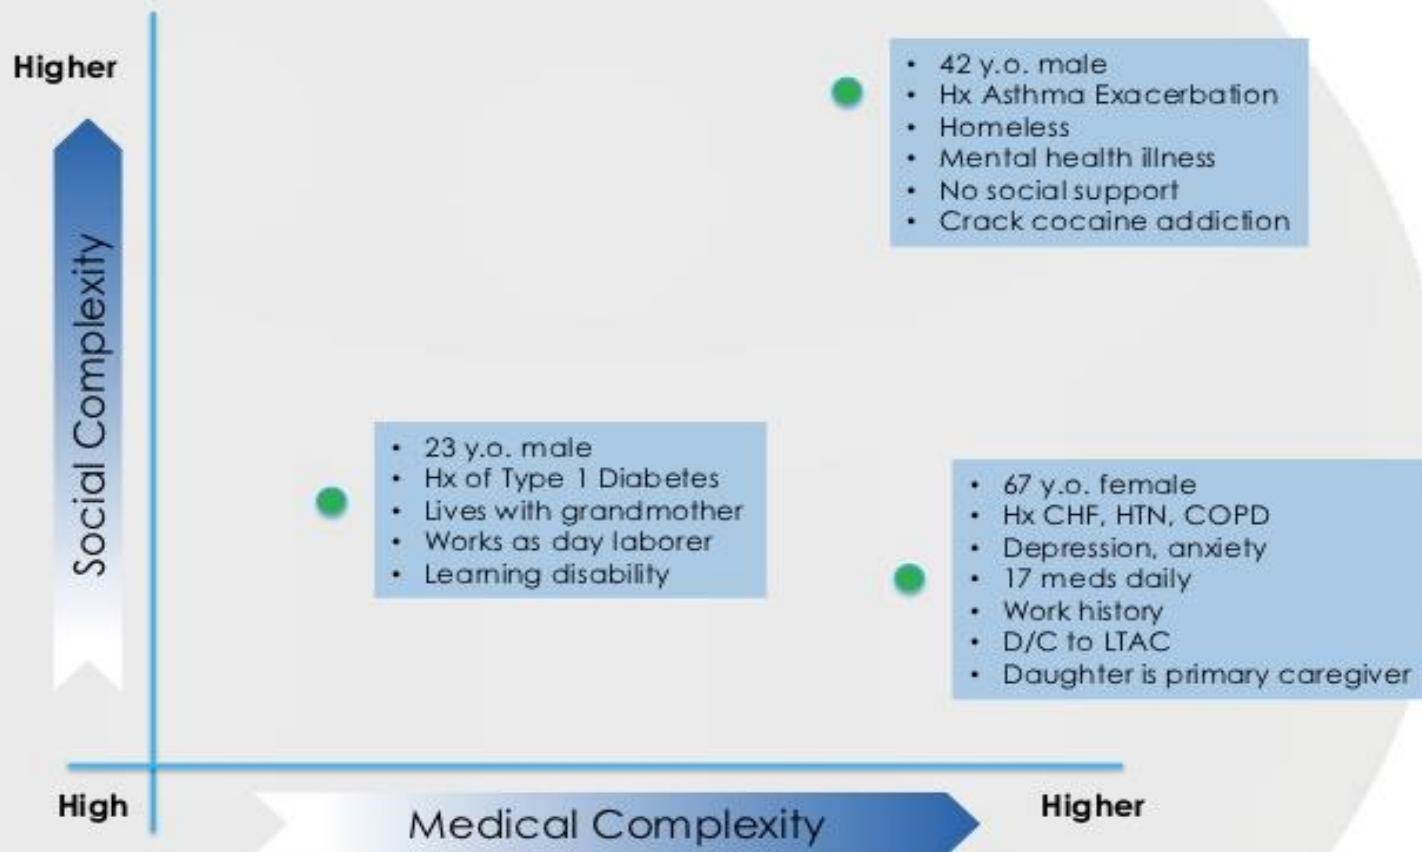 Higher
Social Complexity
• 42 y.o. male
• Hx Asthma Exacerbation
• Homeless
• Mental health illness
• No social support
• Crack cocaine addiction
• 23 y.o. male
• Hx of Type 1 Diabetes
• Lives with grandmother
• Works as day laborer
• Learning disability
• 67 y.o. female
• Hx CHF, HTN, COPD
• Depression, anxiety
• 17 meds daily
• Work history
• D/C to LTAC
• Daughter is primary caregiver
High
Medical Complexity
Higher